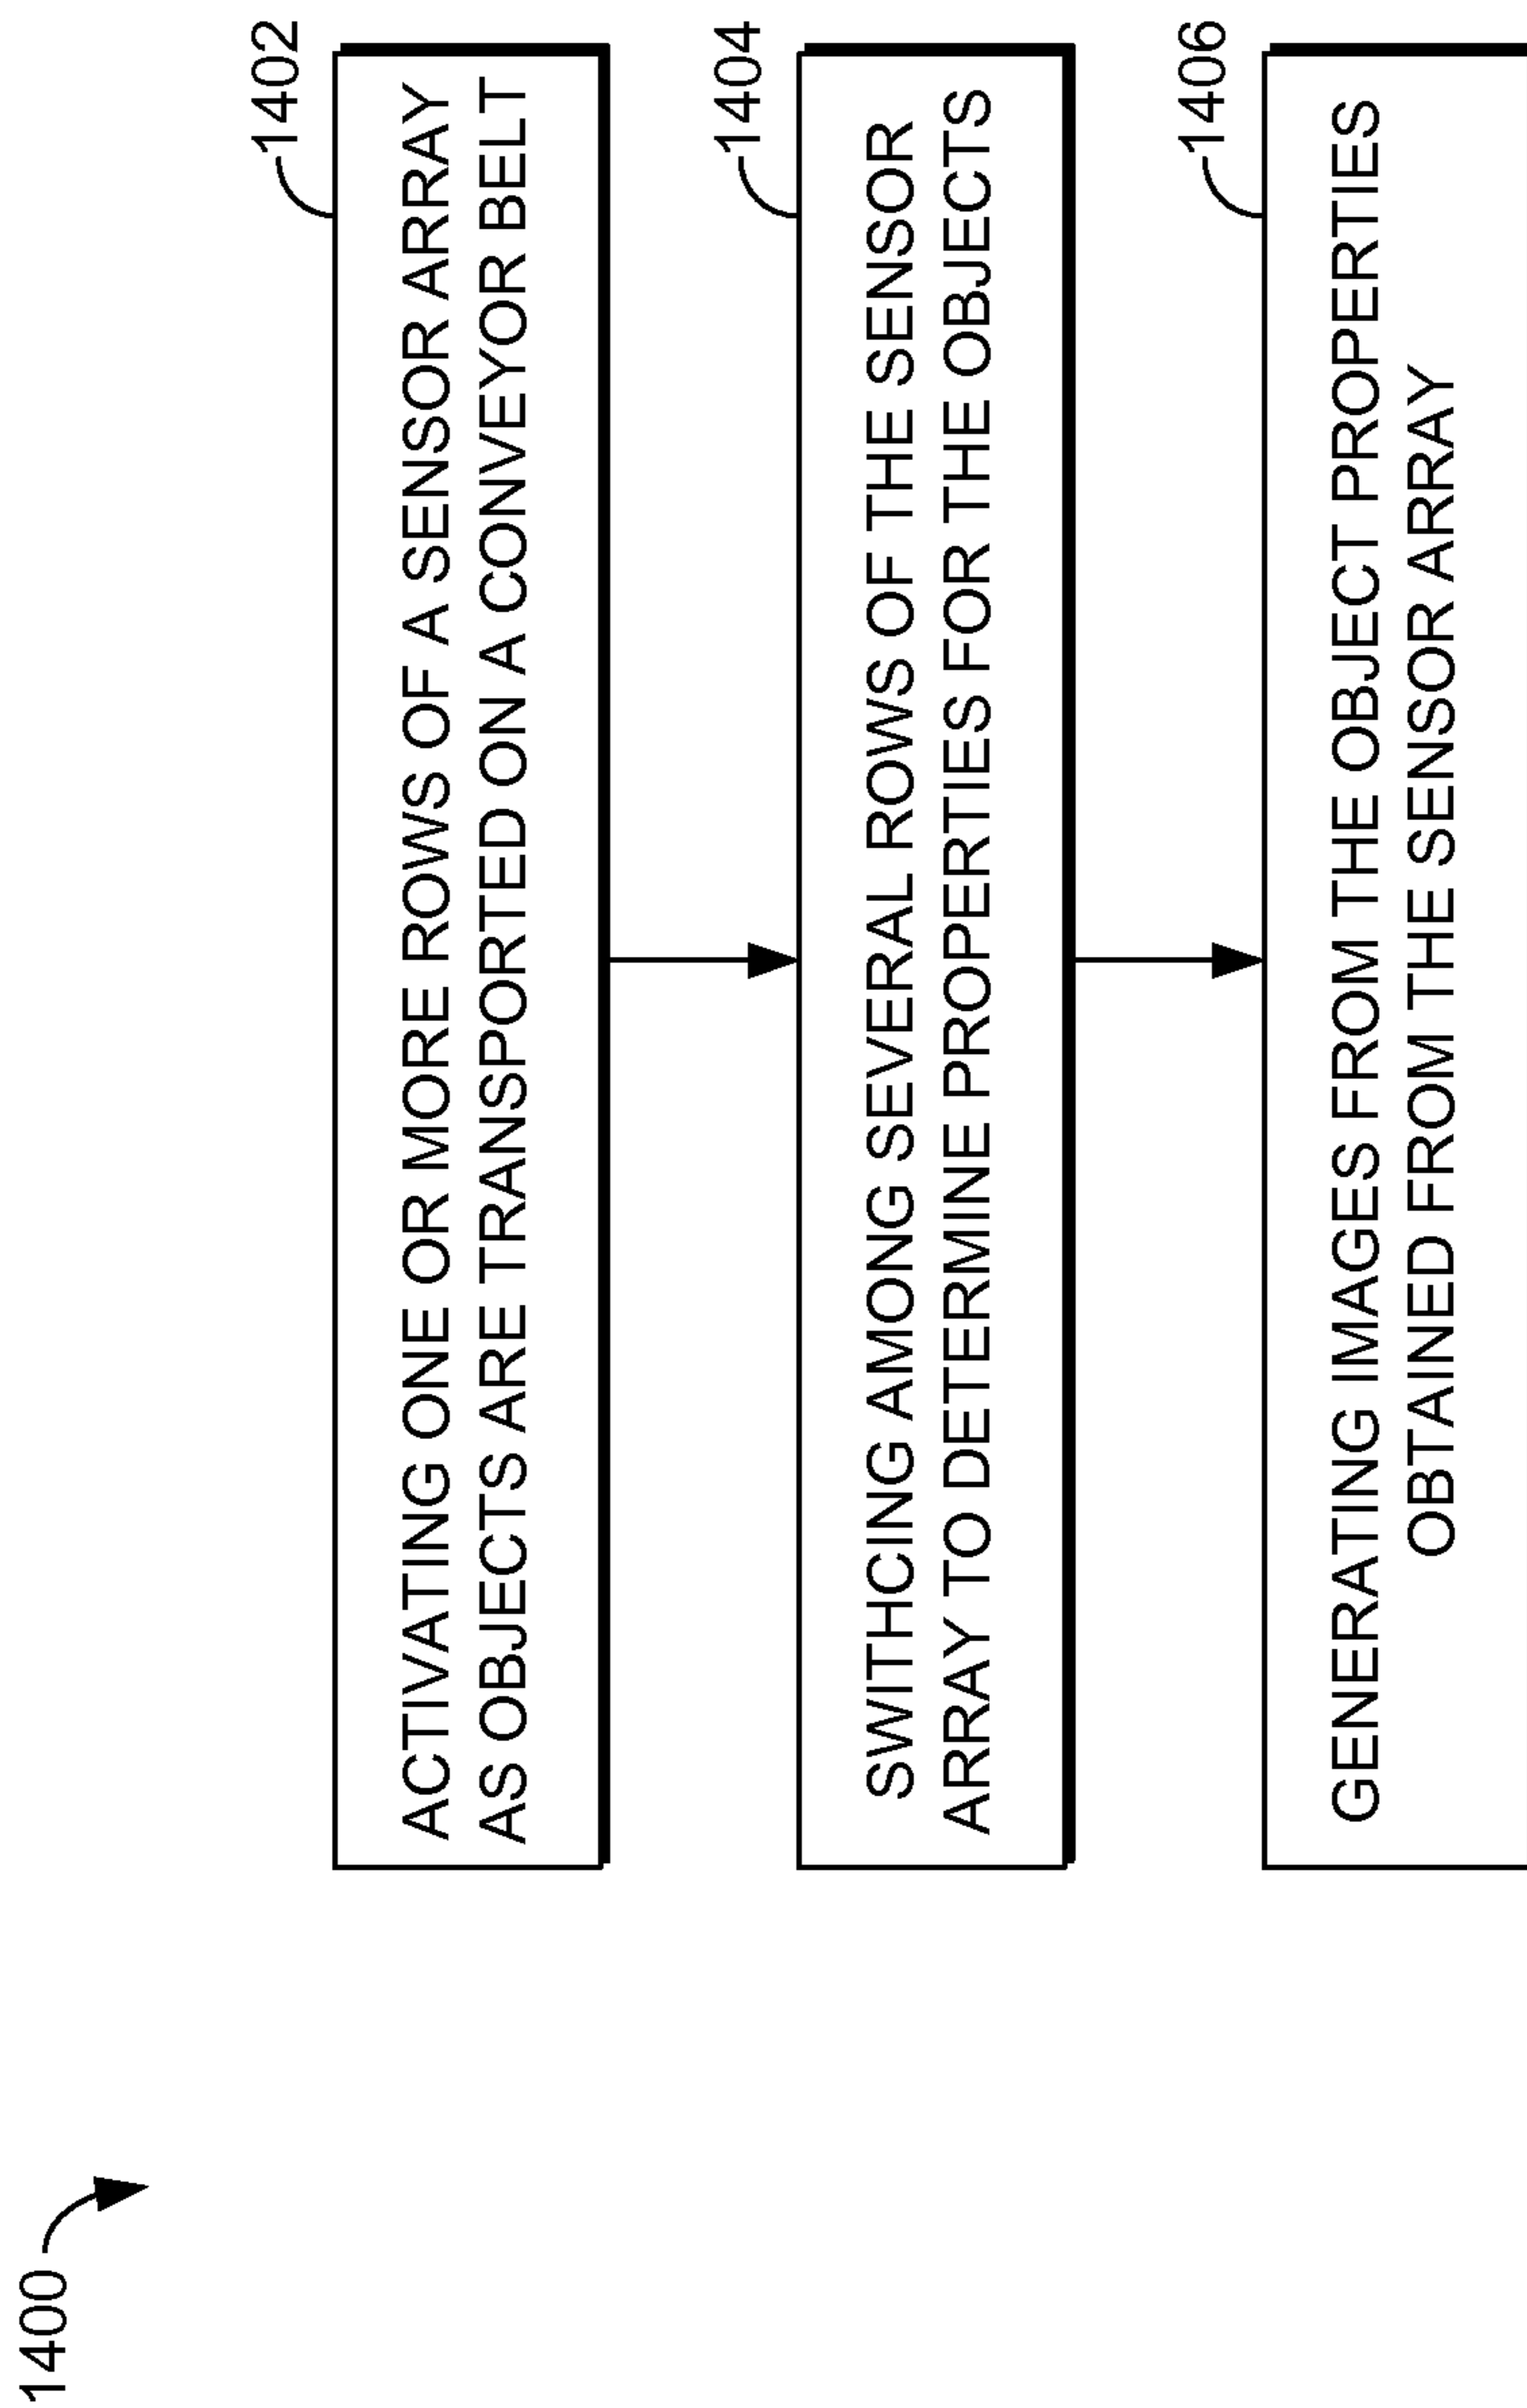 1400
1402
ACTIVATING ONE OR MORE ROWS OF A SENSOR ARRAY
AS OBJECTS ARE TRANSPORTED ON A CONVEYOR BELT
1404
SWITHCING AMONG SEVERAL ROWS OF THE SENSOR
ARRAY TO DETERMINE PROPERTIES FOR THE OBJECTS
1406
GENERATING IMAGES FROM THE OBJECT PROPERTIES
OBTAINED FROM THE SENSOR ARRAY